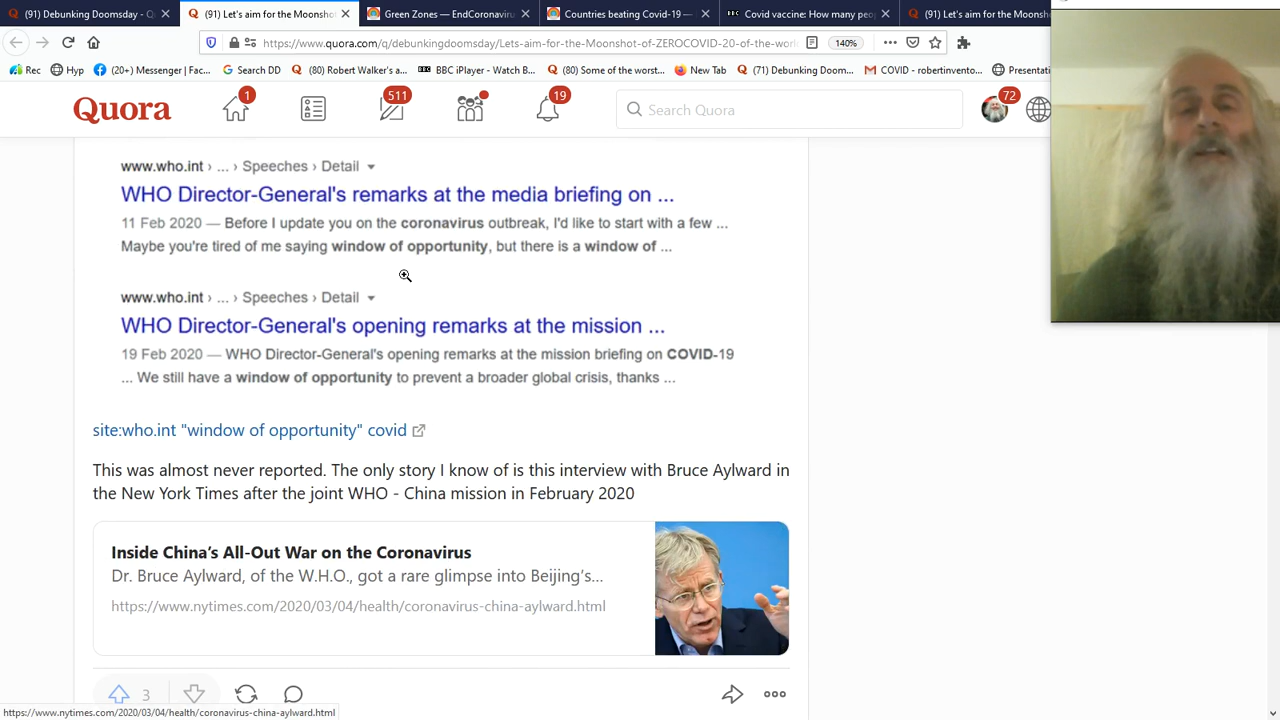 (91) Debunking Doomsday - Q
(91) Let's aim for the Moonshot
Green Zones — EndCoronaviru
Countries beating Covid-19 —
BBC
Covid vaccine: How many peo
(91) Let's aim for the Moonsh
https://www.quora.com/q/debunkingdoomsday/Lets-aim-for-the-Moonshot-of-ZEROCOVID-20-of-the-worl
140%
Rec
Hyp
(20+) Messenger | Fac...
Search DD
(80) Robert Walker's a...
BBC iPlayer - Watch B...
(80) Some of the worst...
New Tab
(71) Debunking Doom...
COVID - robertinvento...
Presentati
Quora
1
511
19
Search Quora
72
www.who.int › ... › Speeches › Detail
WHO Director-General's remarks at the media briefing on ...
11 Feb 2020 — Before I update you on the coronavirus outbreak, I'd like to start with a few ...
Maybe you're tired of me saying window of opportunity, but there is a window of ...
www.who.int › ... › Speeches › Detail
WHO Director-General's opening remarks at the mission ...
19 Feb 2020 — WHO Director-General's opening remarks at the mission briefing on COVID-19
... We still have a window of opportunity to prevent a broader global crisis, thanks ...
site:who.int "window of opportunity" covid
This was almost never reported. The only story I know of is this interview with Bruce Aylward in
the New York Times after the joint WHO - China mission in February 2020
Inside China's All-Out War on the Coronavirus
Dr. Bruce Aylward, of the W.H.O., got a rare glimpse into Beijing's...
https://www.nytimes.com/2020/03/04/health/coronavirus-china-aylward.html
3
https://www.nytimes.com/2020/03/04/health/coronavirus-china-aylward.html